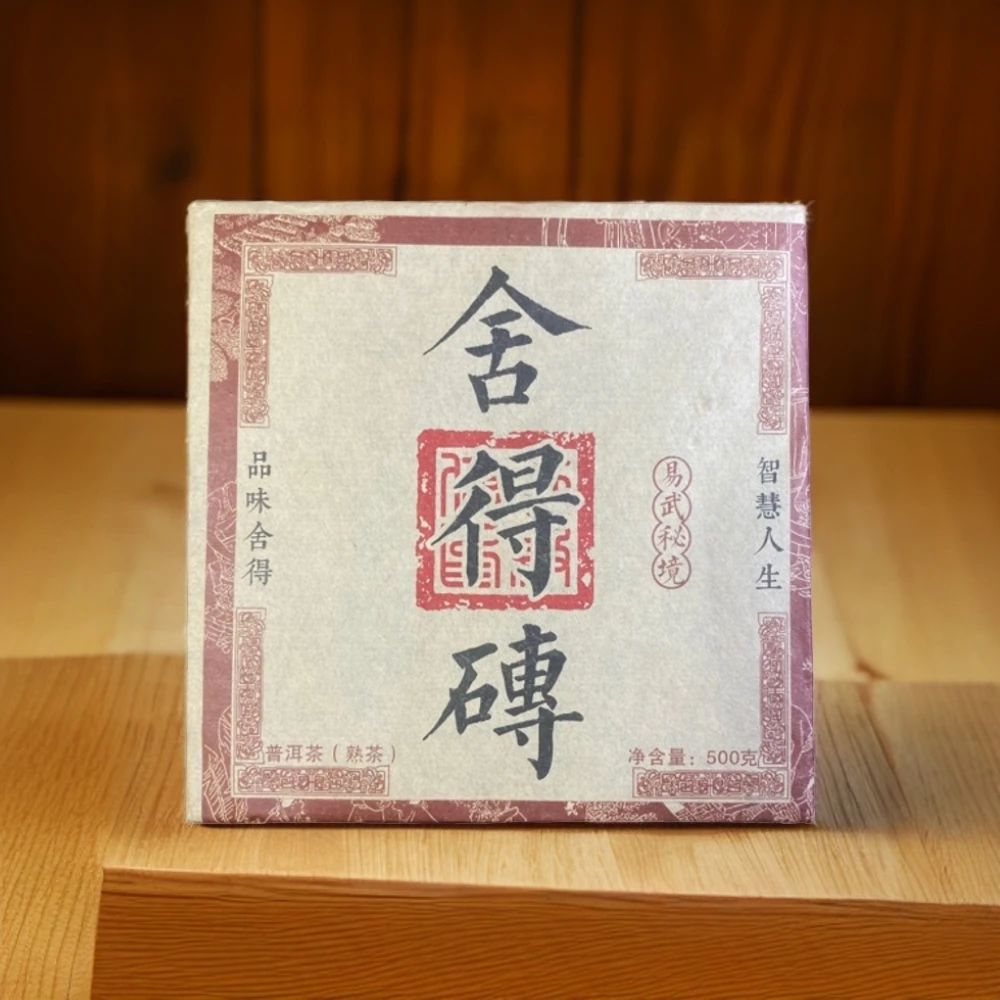 舍得磚
易武秘境
智慧人生
品味舍得
普洱茶（熟茶）
净含量：500克